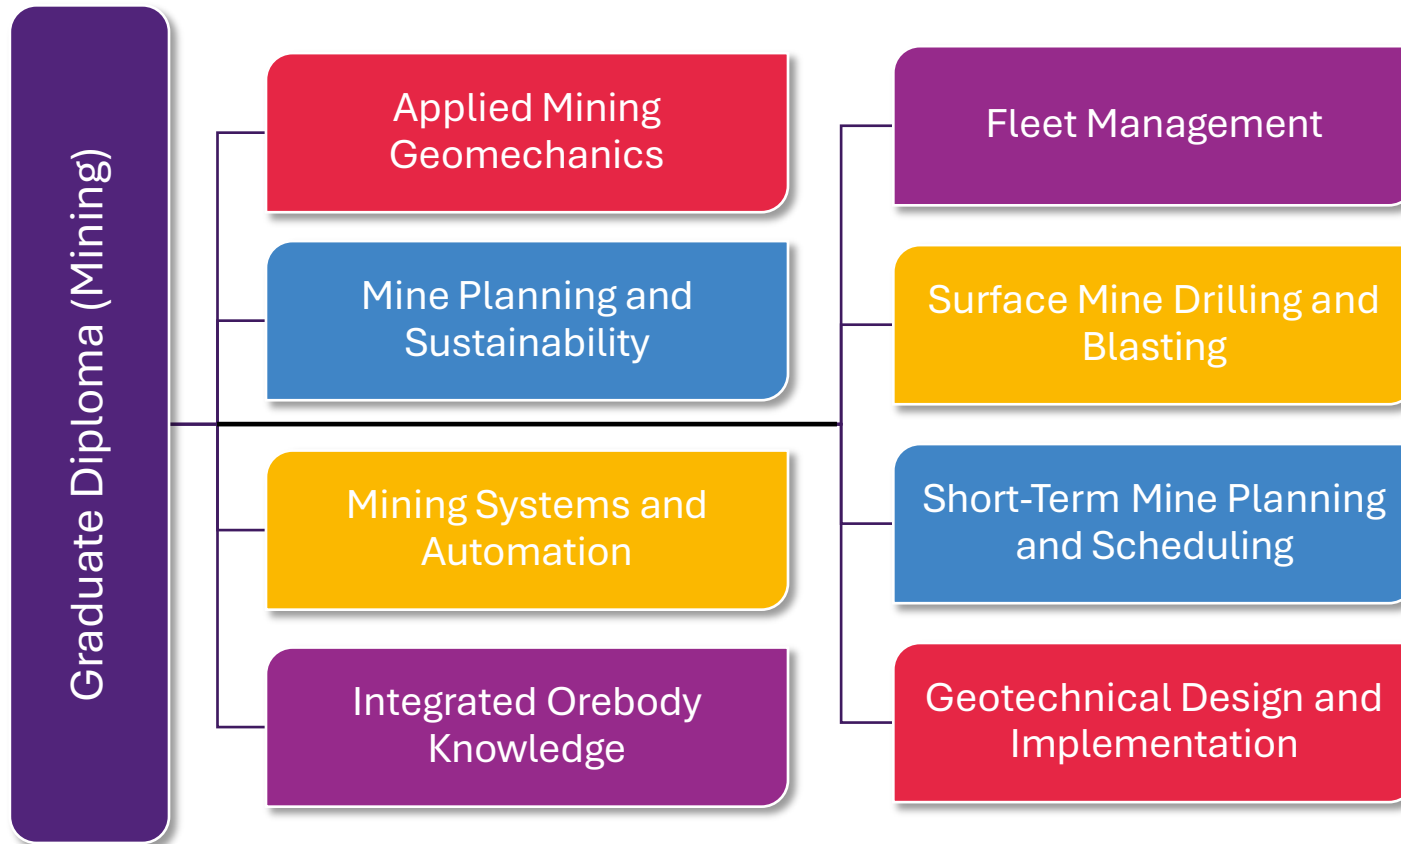 Graduate Diploma (Mining)
Applied Mining
Geomechanics
Mine Planning and
Sustainability
Mining Systems and
Automation
Integrated Orebody
Knowledge
Fleet Management
Surface Mine Drilling and
Blasting
Short-Term Mine Planning
and Scheduling
Geotechnical Design and
Implementation